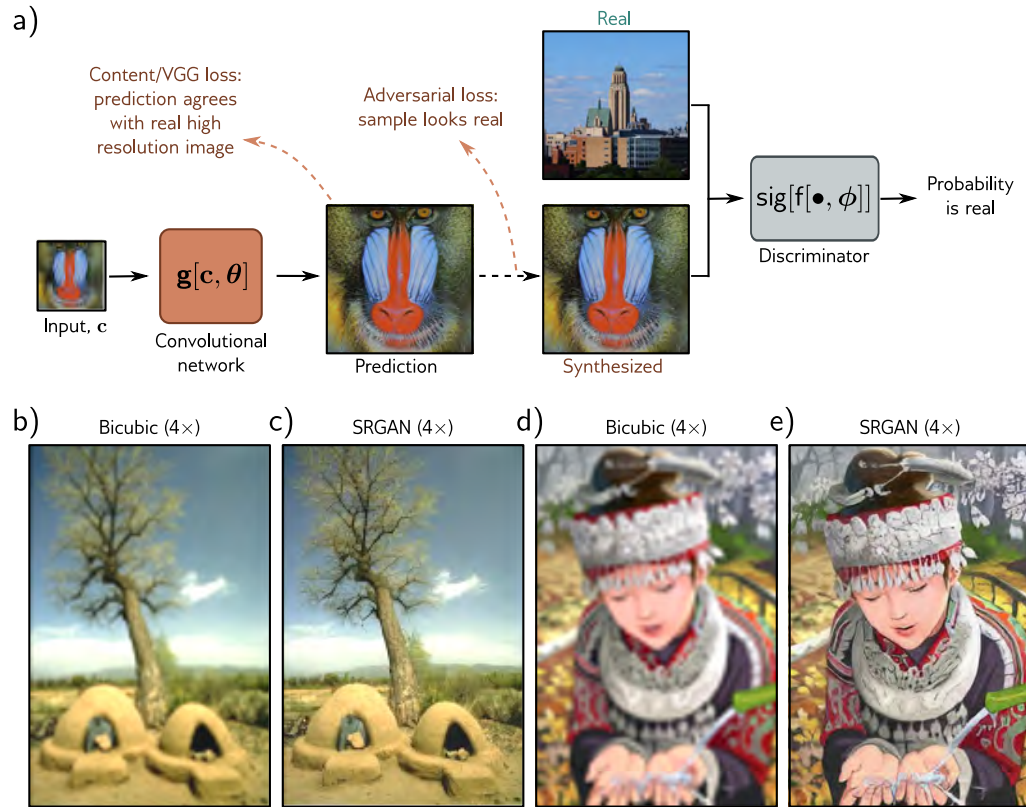 a)
Real
Content/VGG loss:
prediction agrees
with real high
resolution image
Adversarial loss:
sample looks real
sig[f[•, ϕ]]
Probability
is real
Discriminator
g[c, θ]
Input, c
Convolutional
network
Prediction
Synthesized
b)
Bicubic (4×)
c)
SRGAN (4×)
d)
Bicubic (4×)
e)
SRGAN (4×)